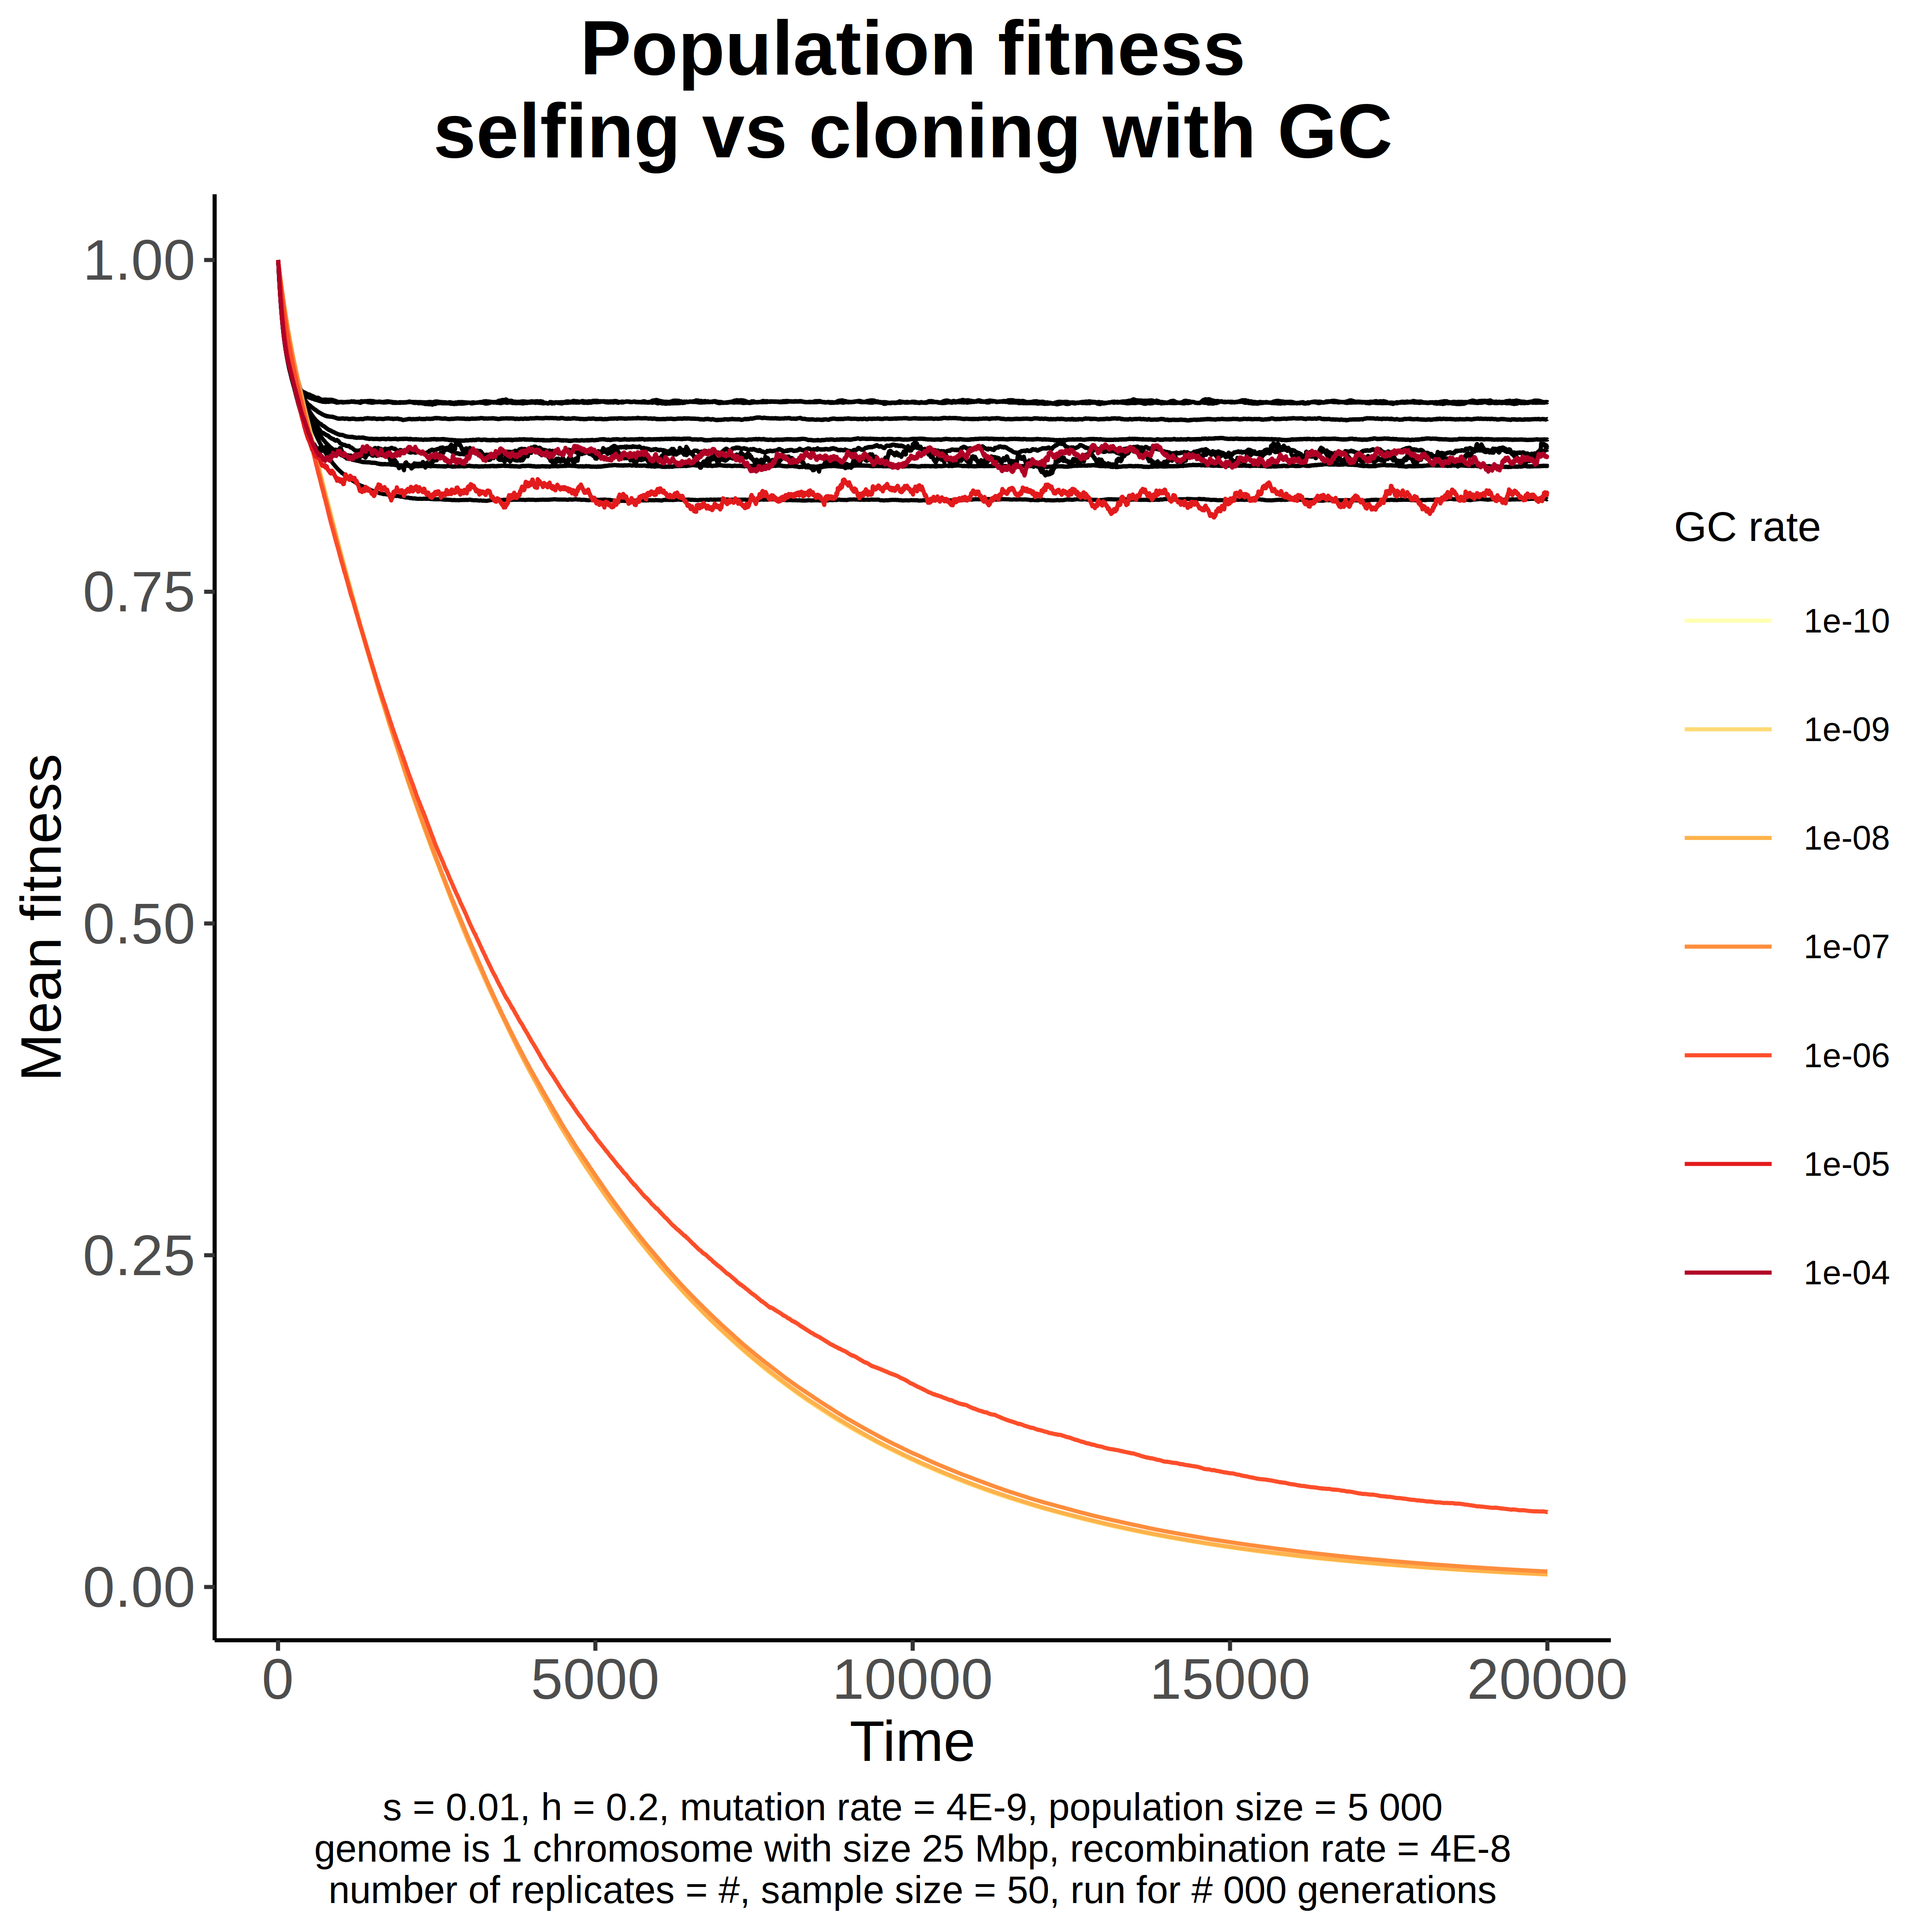 Population fitness
selfing vs cloning with GC
1.00
0.75
0.50
0.25
0.00
Mean fitness
0
5000
10000
15000
20000
Time
GC rate
1e-10
1e-09
1e-08
1e-07
1e-06
1e-05
1e-04
s = 0.01, h = 0.2, mutation rate = 4E-9, population size = 5 000
genome is 1 chromosome with size 25 Mbp, recombination rate = 4E-8
number of replicates = #, sample size = 50, run for # 000 generations